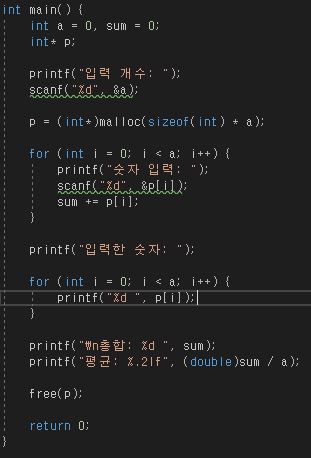 int main() {
int a = 0, sum = 0;
int* p;
printf("입력 개수: ");
scanf("%d", &a);
p = (int*)malloc(sizeof(int) * a);
for (int i = 0; i < a; i++) {
printf("숫자 입력: ");
scanf("%d", &p[i]);
sum += p[i];
}
printf("입력한 숫자: ");
for (int i = 0; i < a; i++) {
printf("%d ", p[i]);
}
printf("₩n총합: %d ", sum);
printf("평균: %.2lf", (double)sum / a);
free(p);
return 0;
}